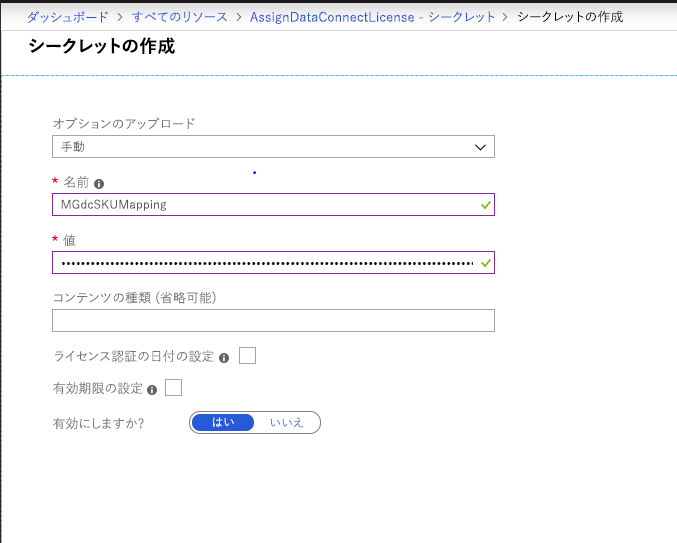 ダッシュボード > すべてのリソース > AssignDataConnectLicense - シークレット > シークレットの作成
シークレットの作成
オプションのアップロード
手動
* 名前
MGdcSKUMapping
* 値
••••••••••••••••••••••••••••••••••••••••••••••••••••••••••••••••••••••••••••••••
コンテンツの種類 (省略可能)
ライセンス認証の日付の設定
有効期限の設定
有効にしますか? はい いいえ